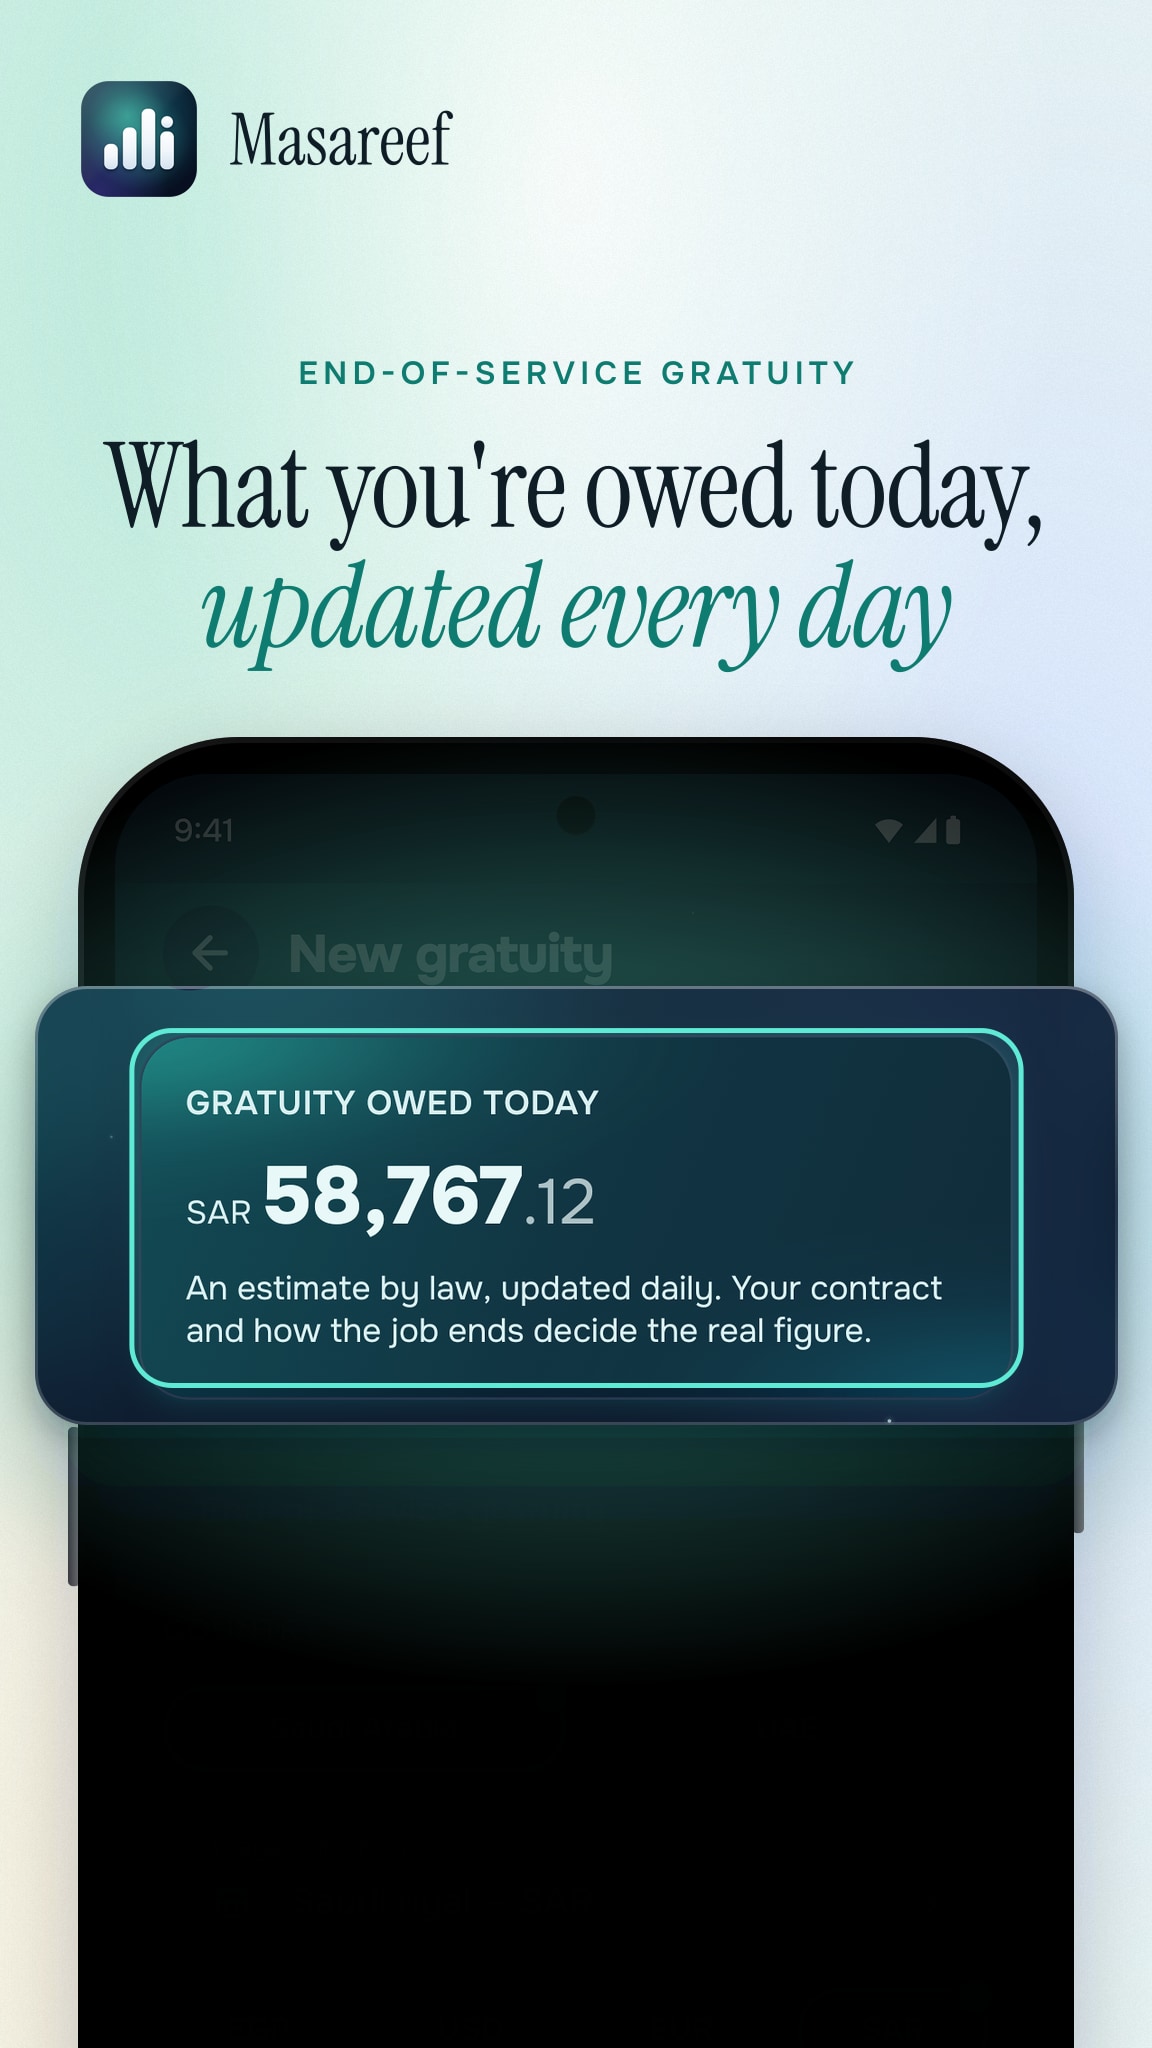 Masareef
END-OF-SERVICE GRATUITY
What you're owed today,
updated every day
9:41
New gratuity
GRATUITY OWED TODAY
SAR 58,767.12
An estimate by law, updated daily. Your contract
and how the job ends decide the real figure.